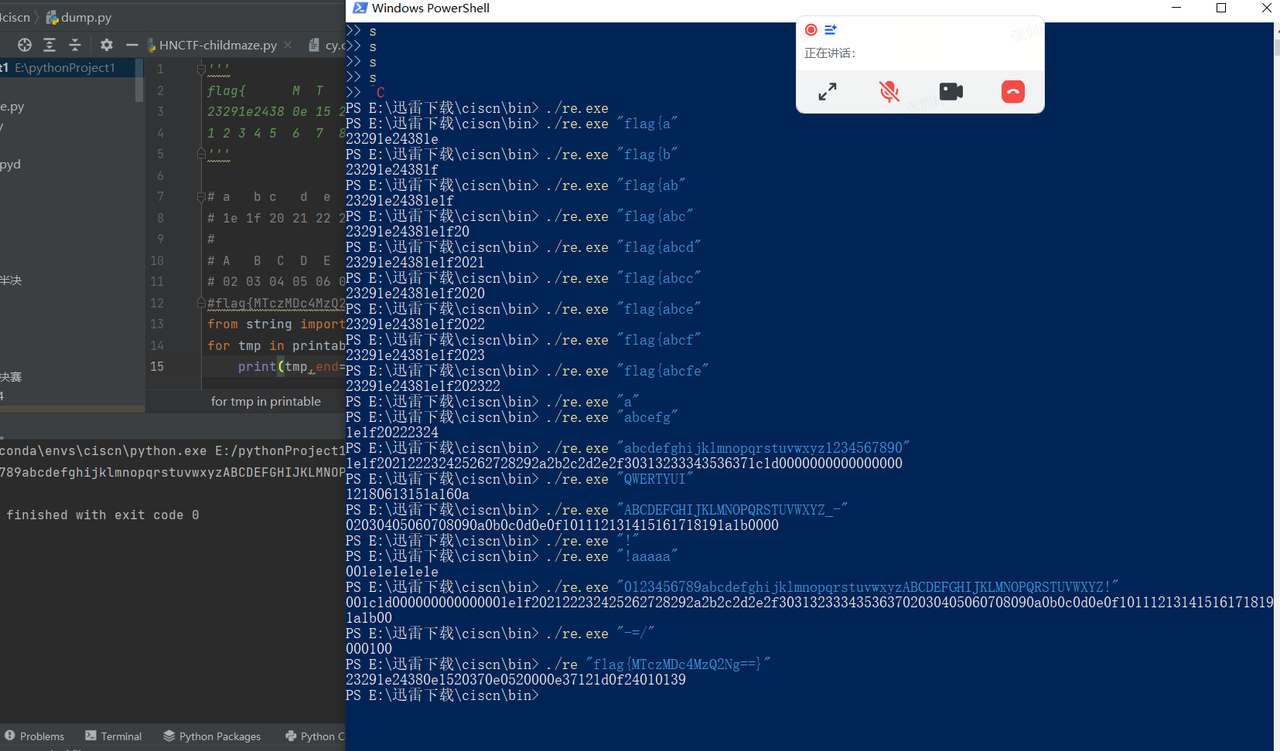 4ciscn > dump.py
HNCTF-childmaze.py
cy.
t1 E:\pythonProject1
e.py
y
pyd
半决
决赛
4
1 '''
2 flag{ M T
3 23291e2438 0e 15 2
4 1 2 3 4 5 6 7 8
5 '''
6
7 # a b c d e
8 # 1e 1f 20 21 22 2
9 #
10 # A B C D E
11 # 02 03 04 05 06 0
12 #flag{MTczMDc4MzQ2
13 from string import
14 for tmp in printab
15 print(tmp,end=
for tmp in printable
conda\envs\ciscn\python.exe E:/pythonProject1
789abcdefghijklmnopqrstuvwxyzABCDEFGHIJKLMNOP
finished with exit code 0
Problems Terminal Python Packages Python C
Windows PowerShell
>> s
>> s
>> s
>> s
>> ^C
PS E:\迅雷下载\ciscn\bin> ./re.exe
PS E:\迅雷下载\ciscn\bin> ./re.exe "flag{a"
23291e24381e
PS E:\迅雷下载\ciscn\bin> ./re.exe "flag{b"
23291e24381f
PS E:\迅雷下载\ciscn\bin> ./re.exe "flag{ab"
23291e24381e1f
PS E:\迅雷下载\ciscn\bin> ./re.exe "flag{abc"
23291e24381e1f20
PS E:\迅雷下载\ciscn\bin> ./re.exe "flag{abcd"
23291e24381e1f2021
PS E:\迅雷下载\ciscn\bin> ./re.exe "flag{abcc"
23291e24381e1f2020
PS E:\迅雷下载\ciscn\bin> ./re.exe "flag{abce"
23291e24381e1f2022
PS E:\迅雷下载\ciscn\bin> ./re.exe "flag{abcf"
23291e24381e1f2023
PS E:\迅雷下载\ciscn\bin> ./re.exe "flag{abcfe"
23291e24381e1f202322
PS E:\迅雷下载\ciscn\bin> ./re.exe "a"
PS E:\迅雷下载\ciscn\bin> ./re.exe "abcefg"
1e1f20222324
PS E:\迅雷下载\ciscn\bin> ./re.exe "abcdefghijklmnopqrstuvwxyz1234567890"
1e1f202122232425262728292a2b2c2d2e2f30313233343536371c1d0000000000000000
PS E:\迅雷下载\ciscn\bin> ./re.exe "QWERTYUI"
12180613151a160a
PS E:\迅雷下载\ciscn\bin> ./re.exe "ABCDEFGHIJKLMNOPQRSTUVWXYZ_-"
02030405060708090a0b0c0d0e0f101112131415161718191a1b0000
PS E:\迅雷下载\ciscn\bin> ./re.exe "!"
PS E:\迅雷下载\ciscn\bin> ./re.exe "!aaaaa"
001e1e1e1e1e
PS E:\迅雷下载\ciscn\bin> ./re.exe "0123456789abcdefghijklmnopqrstuvwxyzABCDEFGHIJKLMNOPQRSTUVWXYZ!"
001c1d000000000000001e1f202122232425262728292a2b2c2d2e2f303132333435363702030405060708090a0b0c0d0e0f10111213141516171819
1a1b00
PS E:\迅雷下载\ciscn\bin> ./re.exe "-=/"
000100
PS E:\迅雷下载\ciscn\bin> ./re "flag{MTczMDc4MzQ2Ng==}"
23291e24380e1520370e0520000e37121d0f24010139
PS E:\迅雷下载\ciscn\bin>
正在讲话: